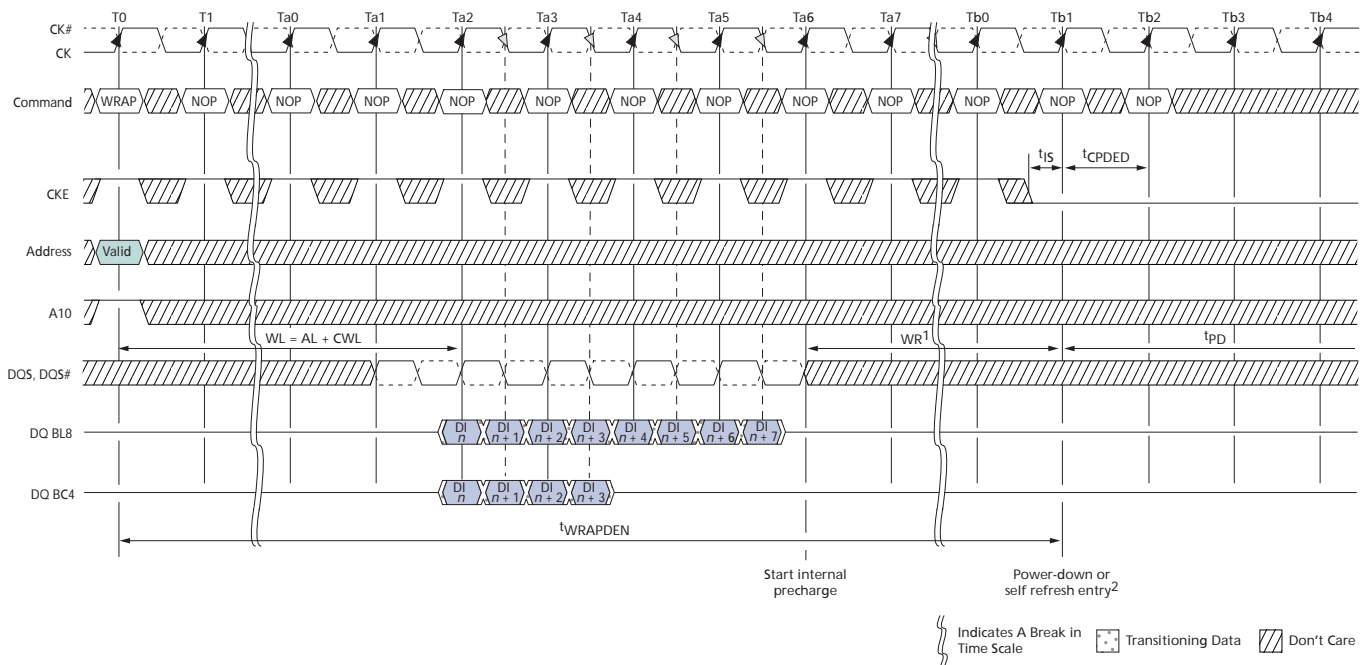 T0 T1 Ta0 Ta1 Ta2 Ta3 Ta4 Ta5 Ta6 Ta7 Tb0 Tb1 Tb2 Tb3 Tb4
CK#
CK
Command WRAP NOP NOP NOP NOP NOP NOP NOP NOP NOP NOP NOP NOP
tIS tCPDED
CKE
Address Valid
A10
WL = AL + CWL WR1 tPD
DQS, DQS#
DQ BL8 DI n DI n + 1 DI n + 2 DI n + 3 DI n + 4 DI n + 5 DI n + 6 DI n + 7
DQ BC4 DI n DI n + 1 DI n + 2 DI n + 3
tWRAPDEN
Start internal
precharge
Power-down or
self refresh entry2
Indicates A Break in
Time Scale
Transitioning Data
Don't Care